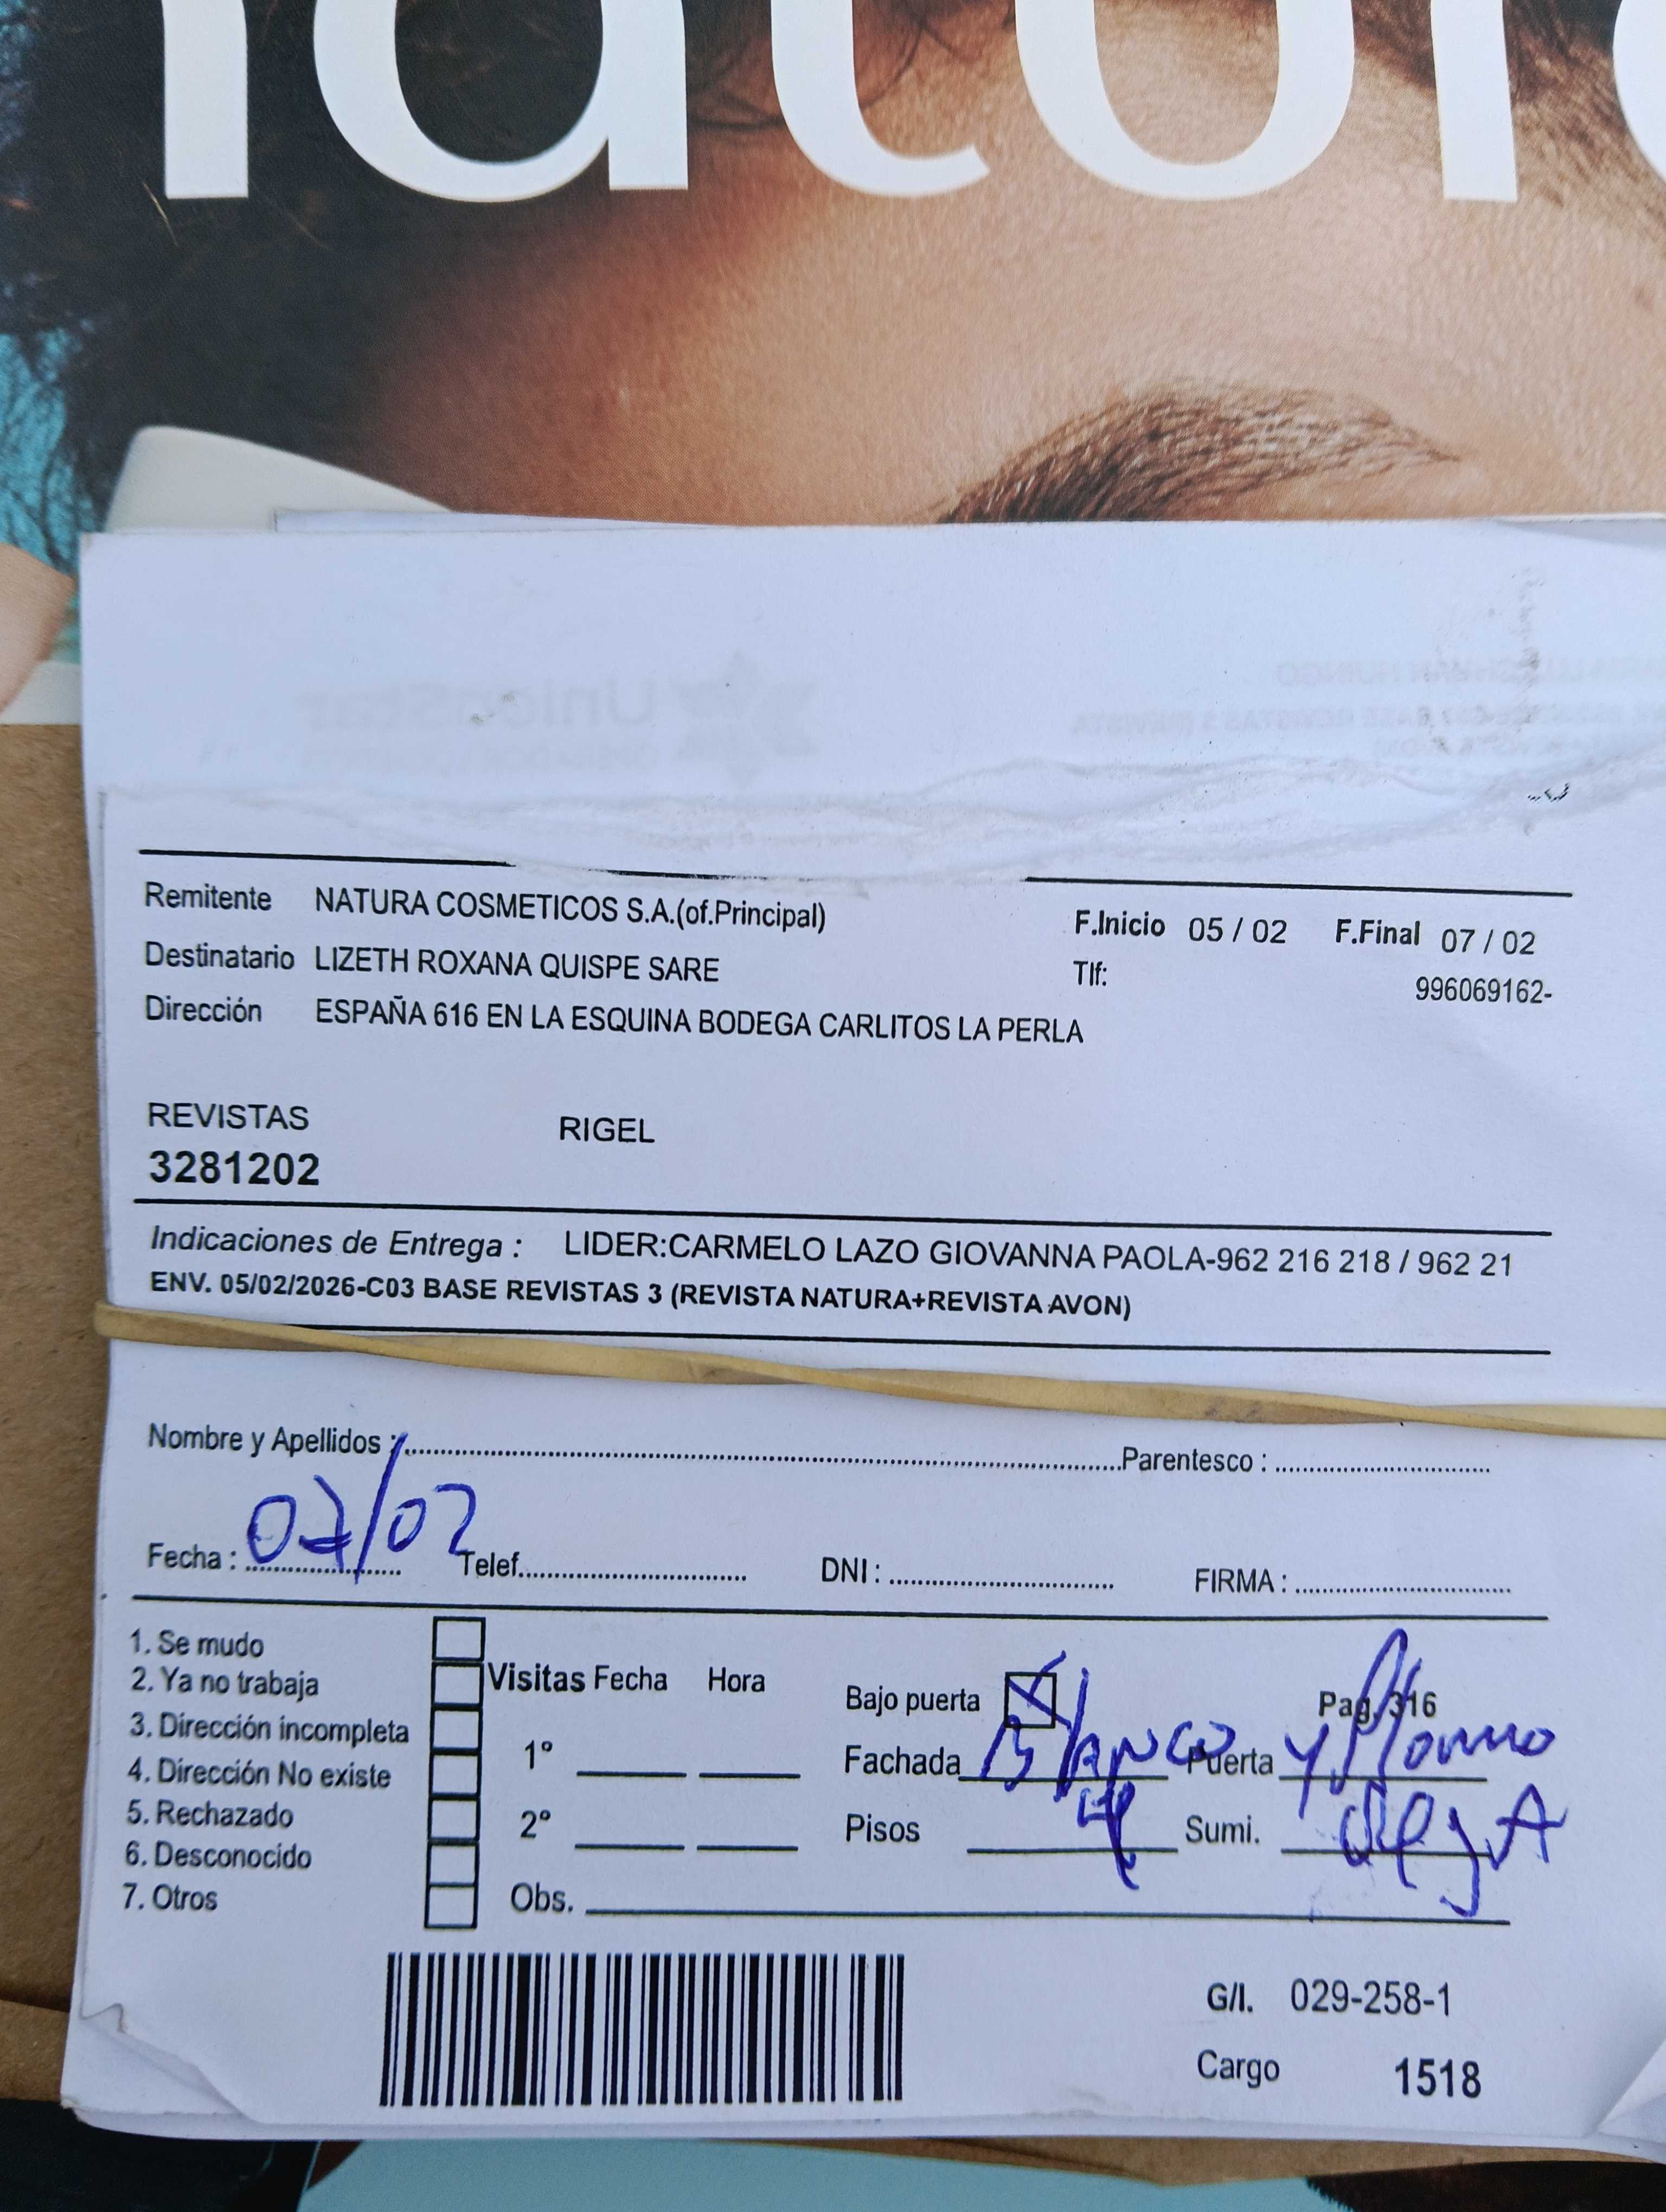 natura
Remitente NATURA COSMETICOS S.A.(of.Principal) F.Inicio 05 / 02 F.Final 07 / 02
Destinatario LIZETH ROXANA QUISPE SARE Tlf: 996069162-
Dirección ESPAÑA 616 EN LA ESQUINA BODEGA CARLITOS LA PERLA
REVISTAS RIGEL
3281202
Indicaciones de Entrega : LIDER:CARMELO LAZO GIOVANNA PAOLA-962 216 218 / 962 21
ENV. 05/02/2026-C03 BASE REVISTAS 3 (REVISTA NATURA+REVISTA AVON)
Nombre y Apellidos : Parentesco :
Fecha : 07/02 Telef. DNI : FIRMA :
1. Se mudo
2. Ya no trabaja Visitas Fecha Hora Bajo puerta Pag. 316
3. Dirección incompleta
4. Dirección No existe 1° Fachada Blanco Puerta
5. Rechazado 2° Pisos Sumi.
6. Desconocido
7. Otros Obs.
G/I. 029-258-1
Cargo 1518